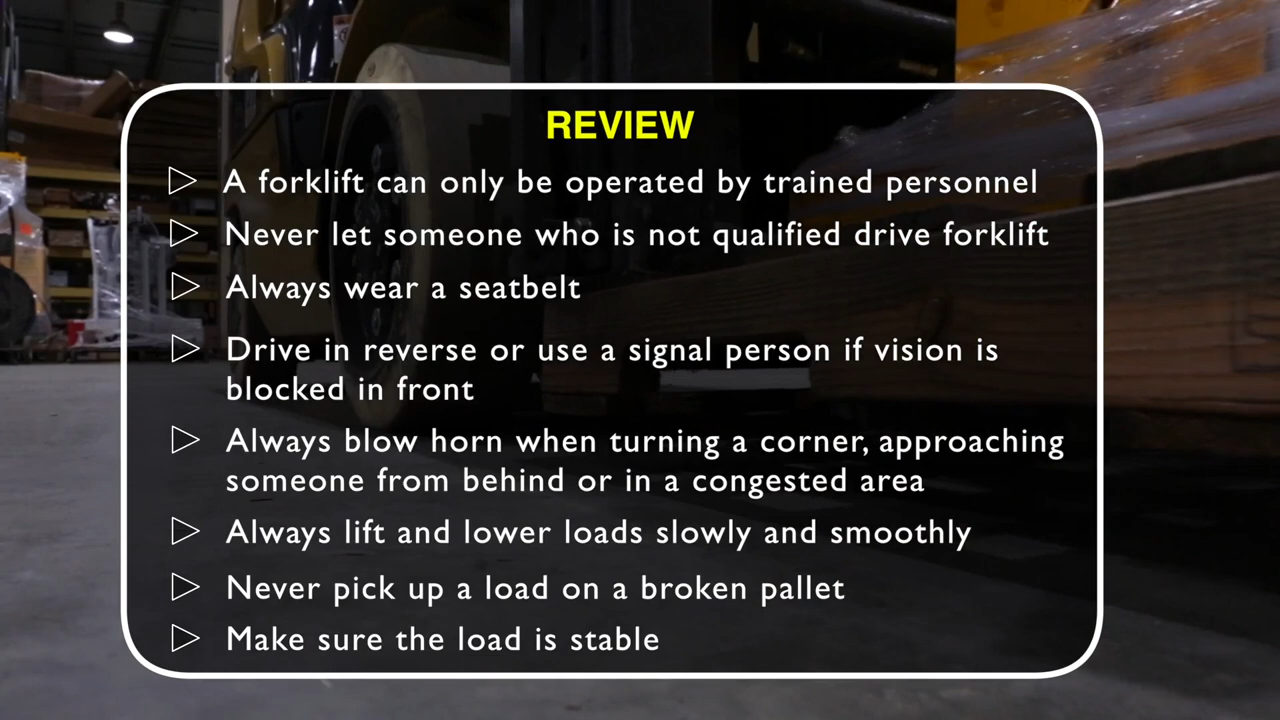 REVIEW
A forklift can only be operated by trained personnel
Never let someone who is not qualified drive forklift
Always wear a seatbelt
Drive in reverse or use a signal person if vision is
blocked in front
Always blow horn when turning a corner, approaching
someone from behind or in a congested area
Always lift and lower loads slowly and smoothly
Never pick up a load on a broken pallet
Make sure the load is stable